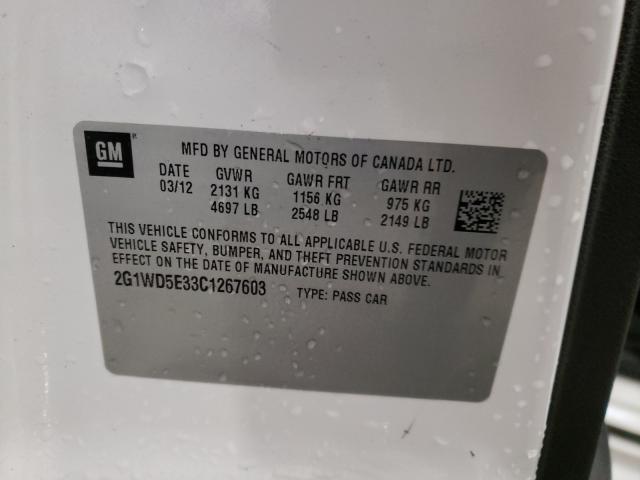 GM
MFD BY GENERAL MOTORS OF CANADA LTD.
DATE GVWR GAWR FRT GAWR RR
03/12 2131 KG 1156 KG 975 KG
4697 LB 2548 LB 2149 LB
THIS VEHICLE CONFORMS TO ALL APPLICABLE U.S. FEDERAL MOTOR
VEHICLE SAFETY, BUMPER, AND THEFT PREVENTION STANDARDS IN
EFFECT ON THE DATE OF MANUFACTURE SHOWN ABOVE.
2G1WD5E33C1267603 TYPE: PASS CAR